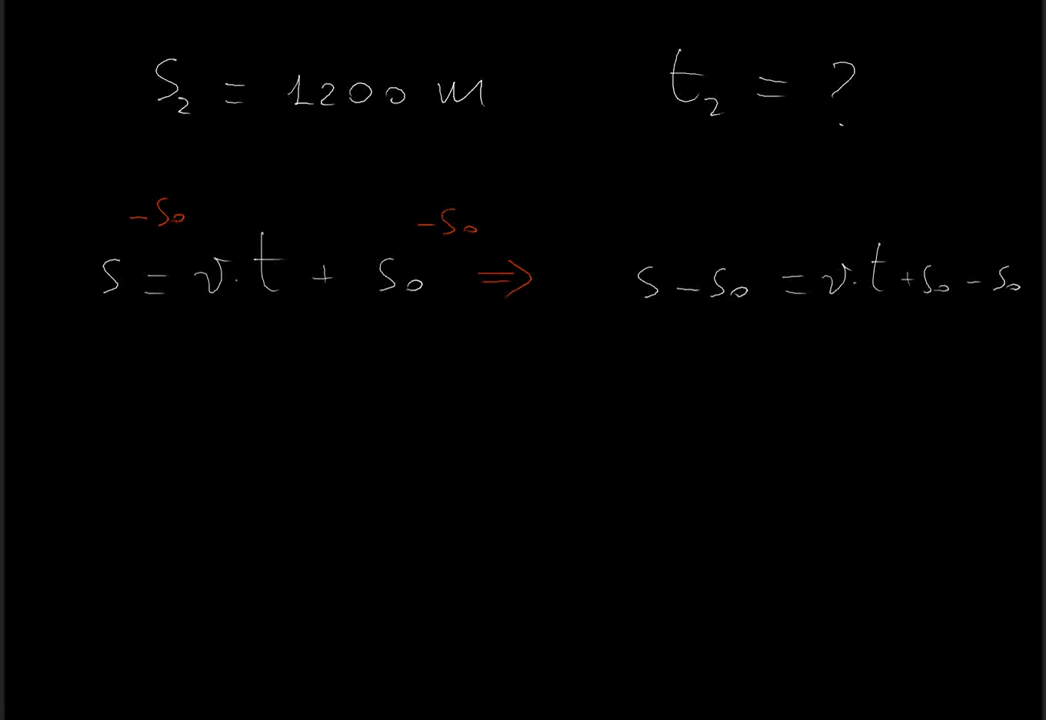 S₂ = 1200 m t₂ = ?
-S₀ -S₀
S = v·t + S₀ ⇒ S - S₀ = v·t + S₀ - S₀